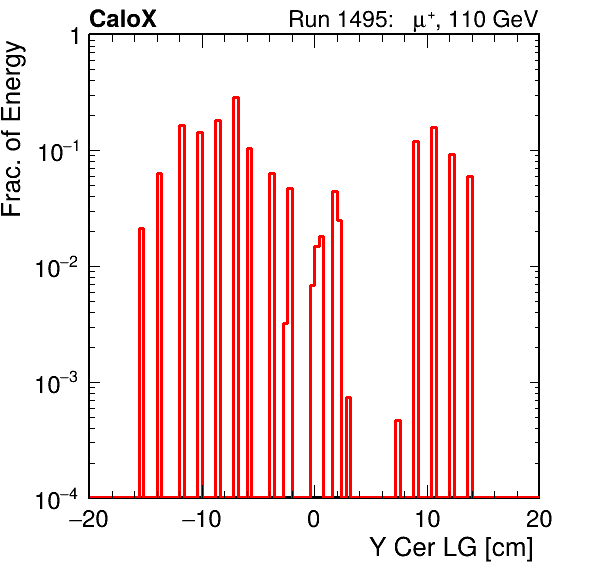 CaloX Run 1495: μ⁺, 110 GeV
Frac. of Energy
1
10⁻¹
10⁻²
10⁻³
10⁻⁴
−20 −10 0 10 20
Y Cer LG [cm]